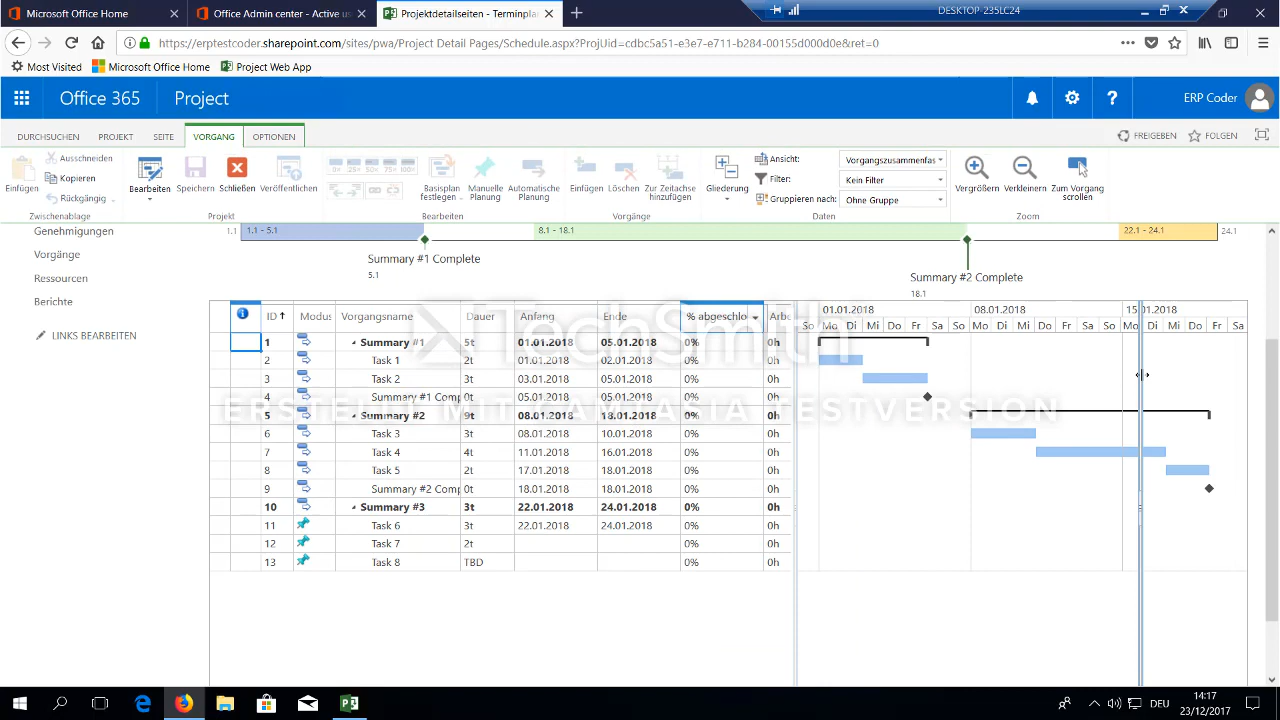 Microsoft Office Home
Office Admin center - Active us
Projektdetailseiten - Terminpla
DESKTOP-235LC24
https://erptestcoder.sharepoint.com/sites/pwa/Project Detail Pages/Schedule.aspx?ProjUid=cdbc5a51-e3e7-e711-b284-00155d000d0e&ret=0
Most Visited
Microsoft Office Home
Project Web App
Office 365
Project
ERP Coder
DURCHSUCHEN
PROJEKT
SEITE
VORGANG
OPTIONEN
FREIGEBEN
FOLGEN
Einfügen
Ausschneiden
Kopieren
Rückgängig
Zwischenablage
Bearbeiten
Speichern
Schließen
Veröffentlichen
Projekt
0% 25% 50% 75% 100%
Basisplan festlegen
Manuelle Planung
Automatische Planung
Bearbeiten
Einfügen
Löschen
Zur Zeitachse hinzufügen
Vorgänge
Gliederung
Ansicht: Vorgangszusammenfas
Filter: Kein Filter
Gruppieren nach: Ohne Gruppe
Daten
Vergrößern
Verkleinern
Zum Vorgang scrollen
Zoom
Genehmigungen
Vorgänge
Ressourcen
Berichte
LINKS BEARBEITEN
1.1
1.1 - 5.1
8.1 - 18.1
22.1 - 24.1
24.1
Summary #1 Complete
5.1
Summary #2 Complete
18.1
ID Modus Vorgangsname Dauer Anfang Ende % abgeschlo Arbe
01.01.2018 08.01.2018 15.01.2018
So Mo Di Mi Do Fr Sa So Mo Di Mi Do Fr Sa So Mo Di Mi Do Fr Sa
1 Summary #1 5t 01.01.2018 05.01.2018 0% 0h
2 Task 1 2t 01.01.2018 02.01.2018 0% 0h
3 Task 2 3t 03.01.2018 05.01.2018 0% 0h
4 Summary #1 Comp 0t 05.01.2018 05.01.2018 0% 0h
5 Summary #2 9t 08.01.2018 18.01.2018 0% 0h
6 Task 3 3t 08.01.2018 10.01.2018 0% 0h
7 Task 4 4t 11.01.2018 16.01.2018 0% 0h
8 Task 5 2t 17.01.2018 18.01.2018 0% 0h
9 Summary #2 Comp 0t 18.01.2018 18.01.2018 0% 0h
10 Summary #3 3t 22.01.2018 24.01.2018 0% 0h
11 Task 6 3t 22.01.2018 24.01.2018 0% 0h
12 Task 7 2t 0% 0h
13 Task 8 TBD 0% 0h
TechSmith
ERSTELLT MIT CAMTASIA TESTVERSION
DEU
14:17
23/12/2017